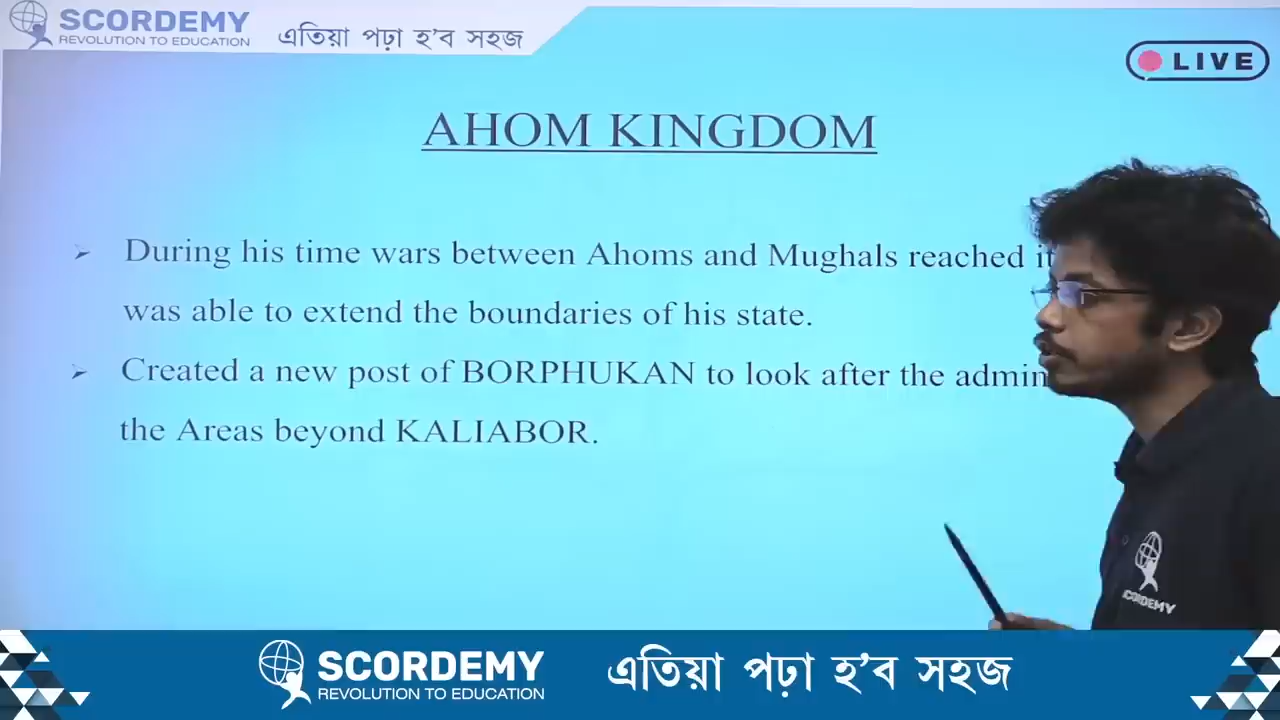 SCORDEMY
REVOLUTION TO EDUCATION
এতিয়া পঢ়া হ'ব সহজ
LIVE
AHOM KINGDOM
During his time wars between Ahoms and Mughals reached
was able to extend the boundaries of his state.
Created a new post of BORPHUKAN to look after the
the Areas beyond KALIABOR.
SCORDEMY
SCORDEMY
REVOLUTION TO EDUCATION
এতিয়া পঢ়া হ'ব সহজ